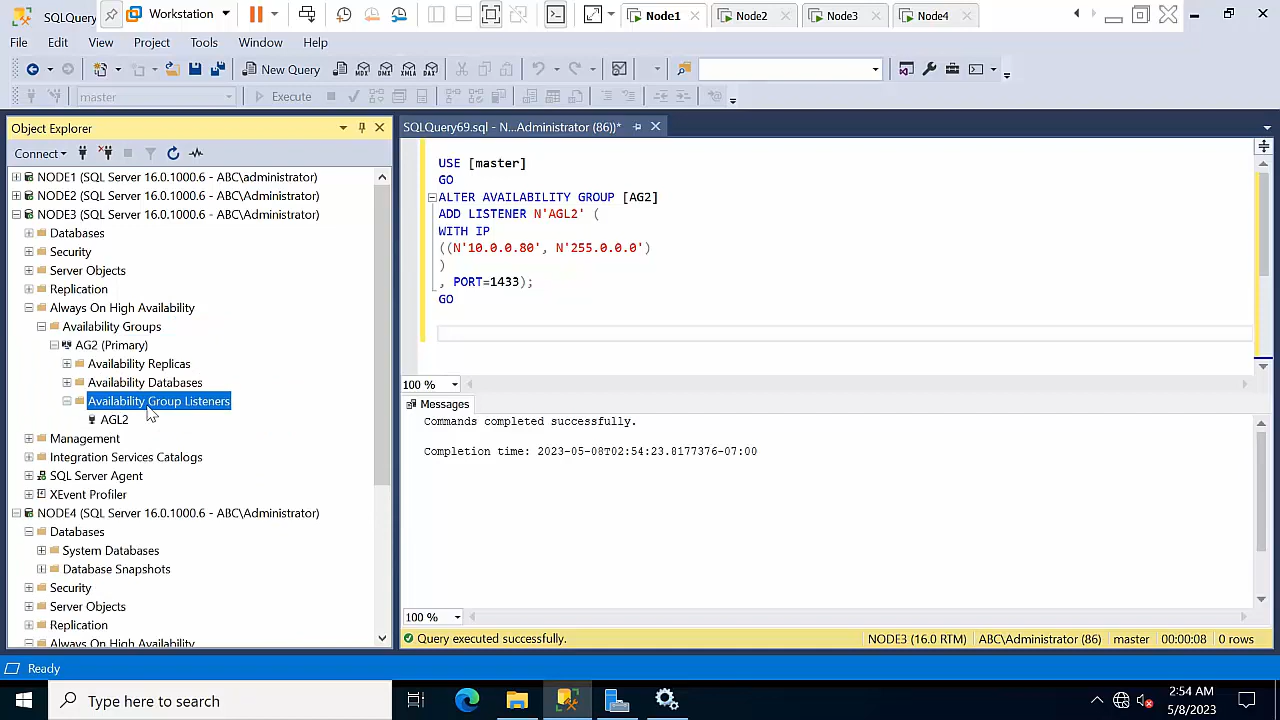 SQLQuery
Workstation
Node1
Node2
Node3
Node4
File Edit View Project Tools Window Help
New Query
MDX DMX XMLA DAX
master
Execute
Object Explorer
SQLQuery69.sql - N...Administrator (86))*
Connect
NODE1 (SQL Server 16.0.1000.6 - ABC\administrator)
NODE2 (SQL Server 16.0.1000.6 - ABC\Administrator)
NODE3 (SQL Server 16.0.1000.6 - ABC\Administrator)
Databases
Security
Server Objects
Replication
Always On High Availability
Availability Groups
AG2 (Primary)
Availability Replicas
Availability Databases
Availability Group Listeners
AGL2
Management
Integration Services Catalogs
SQL Server Agent
XEvent Profiler
NODE4 (SQL Server 16.0.1000.6 - ABC\Administrator)
Databases
System Databases
Database Snapshots
Security
Server Objects
Replication
Always On High Availability
USE [master]
GO
ALTER AVAILABILITY GROUP [AG2]
ADD LISTENER N'AGL2' (
WITH IP
((N'10.0.0.80', N'255.0.0.0')
)
, PORT=1433);
GO
100 %
Messages
Commands completed successfully.
Completion time: 2023-05-08T02:54:23.8177376-07:00
100 %
Query executed successfully.
NODE3 (16.0 RTM)
ABC\Administrator (86)
master
00:00:08
0 rows
Ready
Type here to search
2:54 AM
5/8/2023